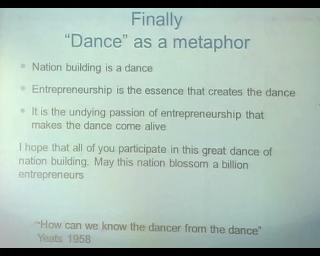 Finally
“Dance” as a metaphor
Nation building is a dance
Entrepreneurship is the essence that creates the dance
It is the undying passion of entrepreneurship that
makes the dance come alive
I hope that all of you participate in this great dance of
nation building. May this nation blossom a billion
entrepreneurs
“How can we know the dancer from the dance”
Yeats 1958